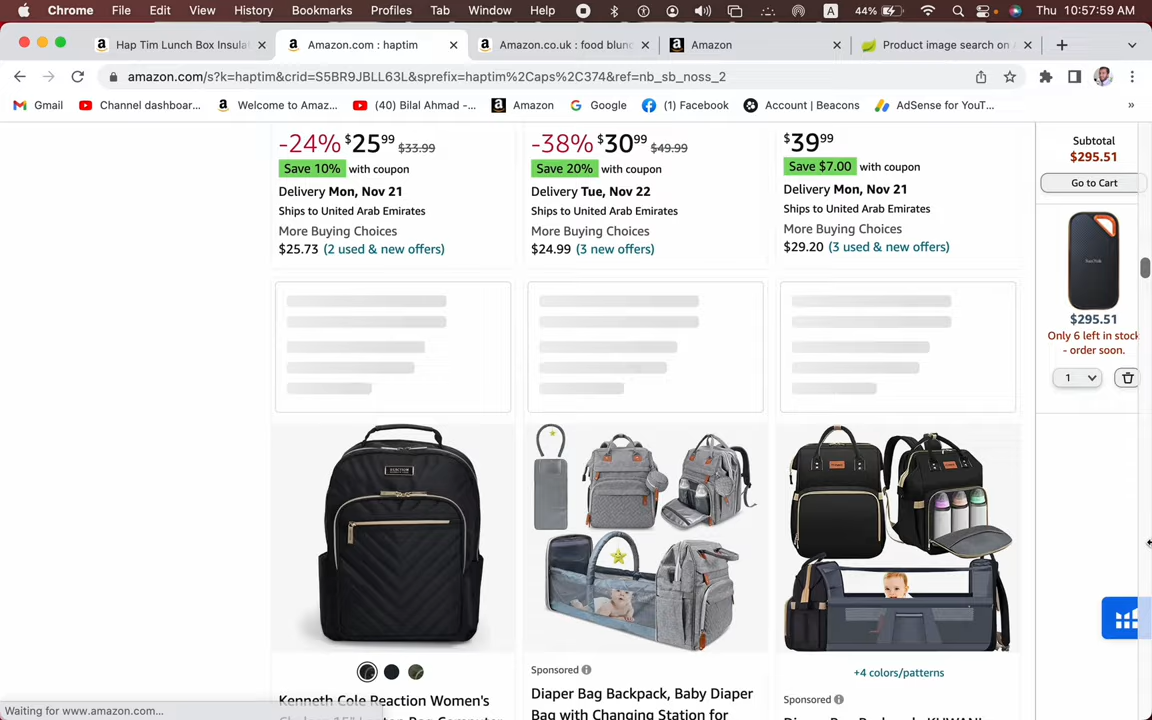 Chrome File Edit View History Bookmarks Profiles Tab Window Help A 44% Thu 10:57:59 AM
Hap Tim Lunch Box Insula
Amazon.com : haptim
Amazon.co.uk : food blunc
Amazon
Product image search on
amazon.com/s?k=haptim&crid=S5BR9JBLL63L&sprefix=haptim%2Caps%2C374&ref=nb_sb_noss_2
Gmail
Channel dashboar...
Welcome to Amaz...
(40) Bilal Ahmad -...
Amazon
Google
(1) Facebook
Account | Beacons
AdSense for YouT...
»
-24% $25.99 $33.99
Save 10% with coupon
Delivery Mon, Nov 21
Ships to United Arab Emirates
More Buying Choices
$25.73 (2 used & new offers)
-38% $30.99 $49.99
Save 20% with coupon
Delivery Tue, Nov 22
Ships to United Arab Emirates
More Buying Choices
$24.99 (3 new offers)
$39.99
Save $7.00 with coupon
Delivery Mon, Nov 21
Ships to United Arab Emirates
More Buying Choices
$29.20 (3 used & new offers)
Subtotal
$295.51
Go to Cart
$295.51
Only 6 left in stock
- order soon.
1
Kenneth Cole Reaction Women's
Sponsored
Diaper Bag Backpack, Baby Diaper
Bag with Changing Station for
+4 colors/patterns
Sponsored
Waiting for www.amazon.com...